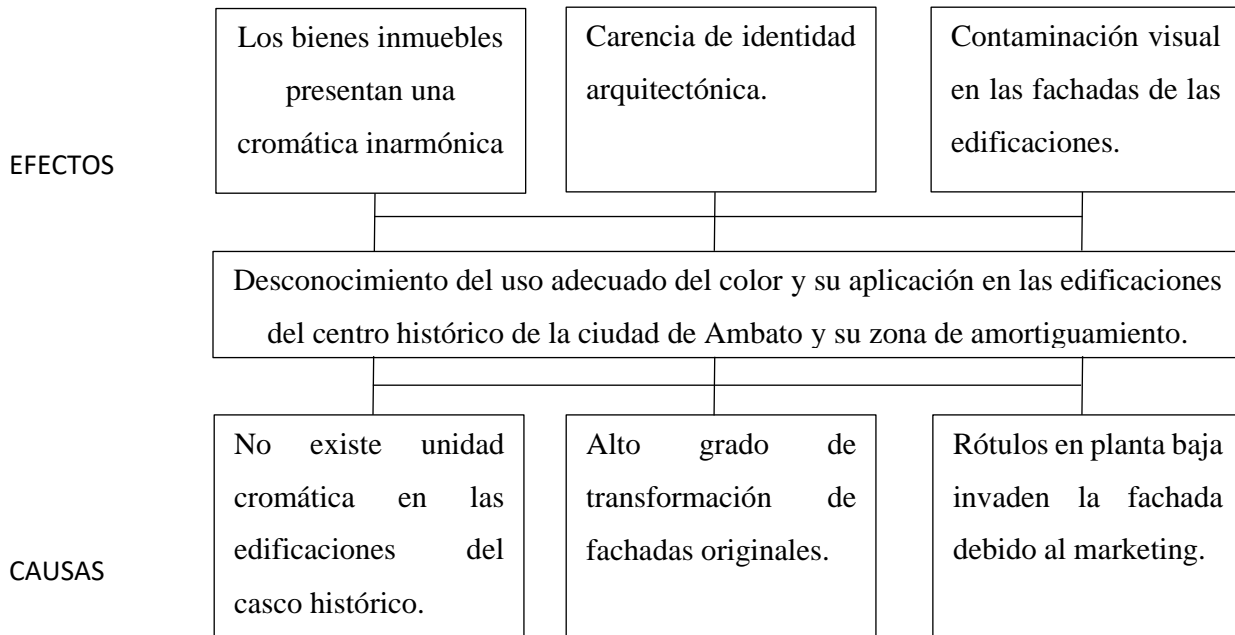 Los bienes inmuebles
presentan una
cromática inarmónica
Carencia de identidad
arquitectónica.
Contaminación visual
en las fachadas de las
edificaciones.
EFECTOS
Desconocimiento del uso adecuado del color y su aplicación en las edificaciones
del centro histórico de la ciudad de Ambato y su zona de amortiguamiento.
No existe unidad
cromática en las
edificaciones del
casco histórico.
Alto grado de
transformación de
fachadas originales.
Rótulos en planta baja
invaden la fachada
debido al marketing.
CAUSAS